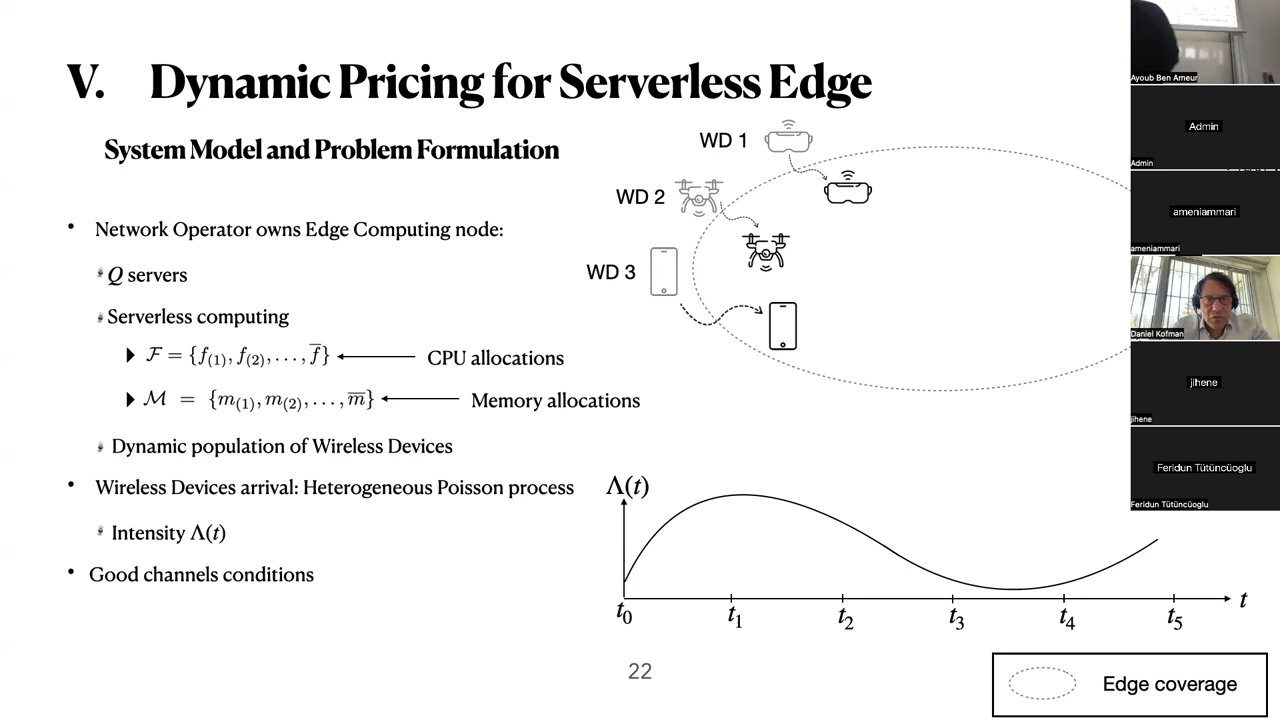 V. Dynamic Pricing for Serverless Edge
System Model and Problem Formulation
• Network Operator owns Edge Computing node:
Q servers
Serverless computing
ℱ = {f(1), f(2), . . . , f̅} CPU allocations
ℳ = {m(1), m(2), . . . , m̅} Memory allocations
Dynamic population of Wireless Devices
• Wireless Devices arrival: Heterogeneous Poisson process
Intensity Λ(t)
• Good channels conditions
WD 1
WD 2
WD 3
Λ(t)
t0 t1 t2 t3 t4 t5 t
Edge coverage
22
Ayoub Ben Ameur
Admin
Admin
ameniammari
ameniammari
Daniel Kofman
jihene
jihene
Feridun Tütüncüoglu
Feridun Tütüncüoglu